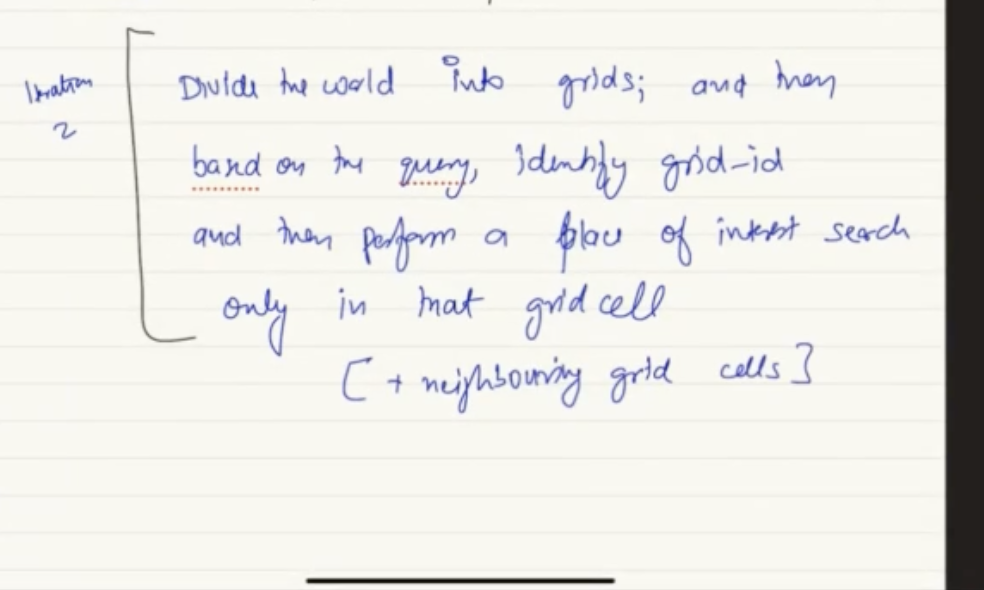 Iteration
2
Divide the world into grids; and then
based on the query, identify grid-id
and then perform a place of interest search
only in that grid cell
[ + neighbouring grid cells ]